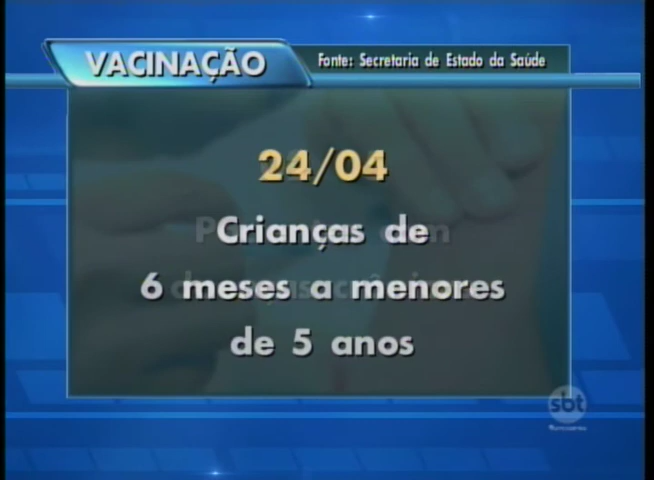 VACINAÇÃO
Fonte: Secretaria de Estado da Saúde
24/04
Crianças de
6 meses a menores
de 5 anos
sbt